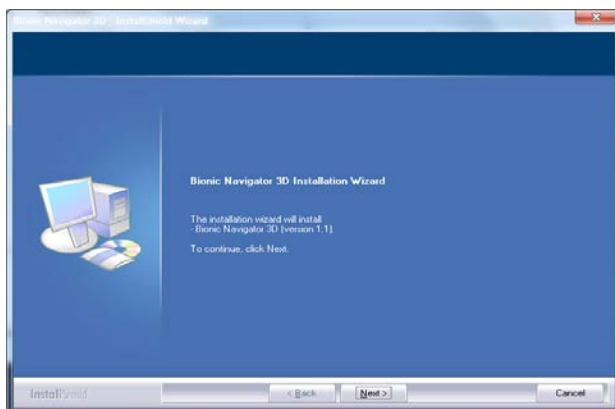 Bionic Navigator 3D - InstallShield Wizard
Bionic Navigator 3D Installation Wizard
The installation wizard will install
- Bionic Navigator 3D (version 1.1).
To continue, click Next.
InstallShield
< Back
Next >
Cancel